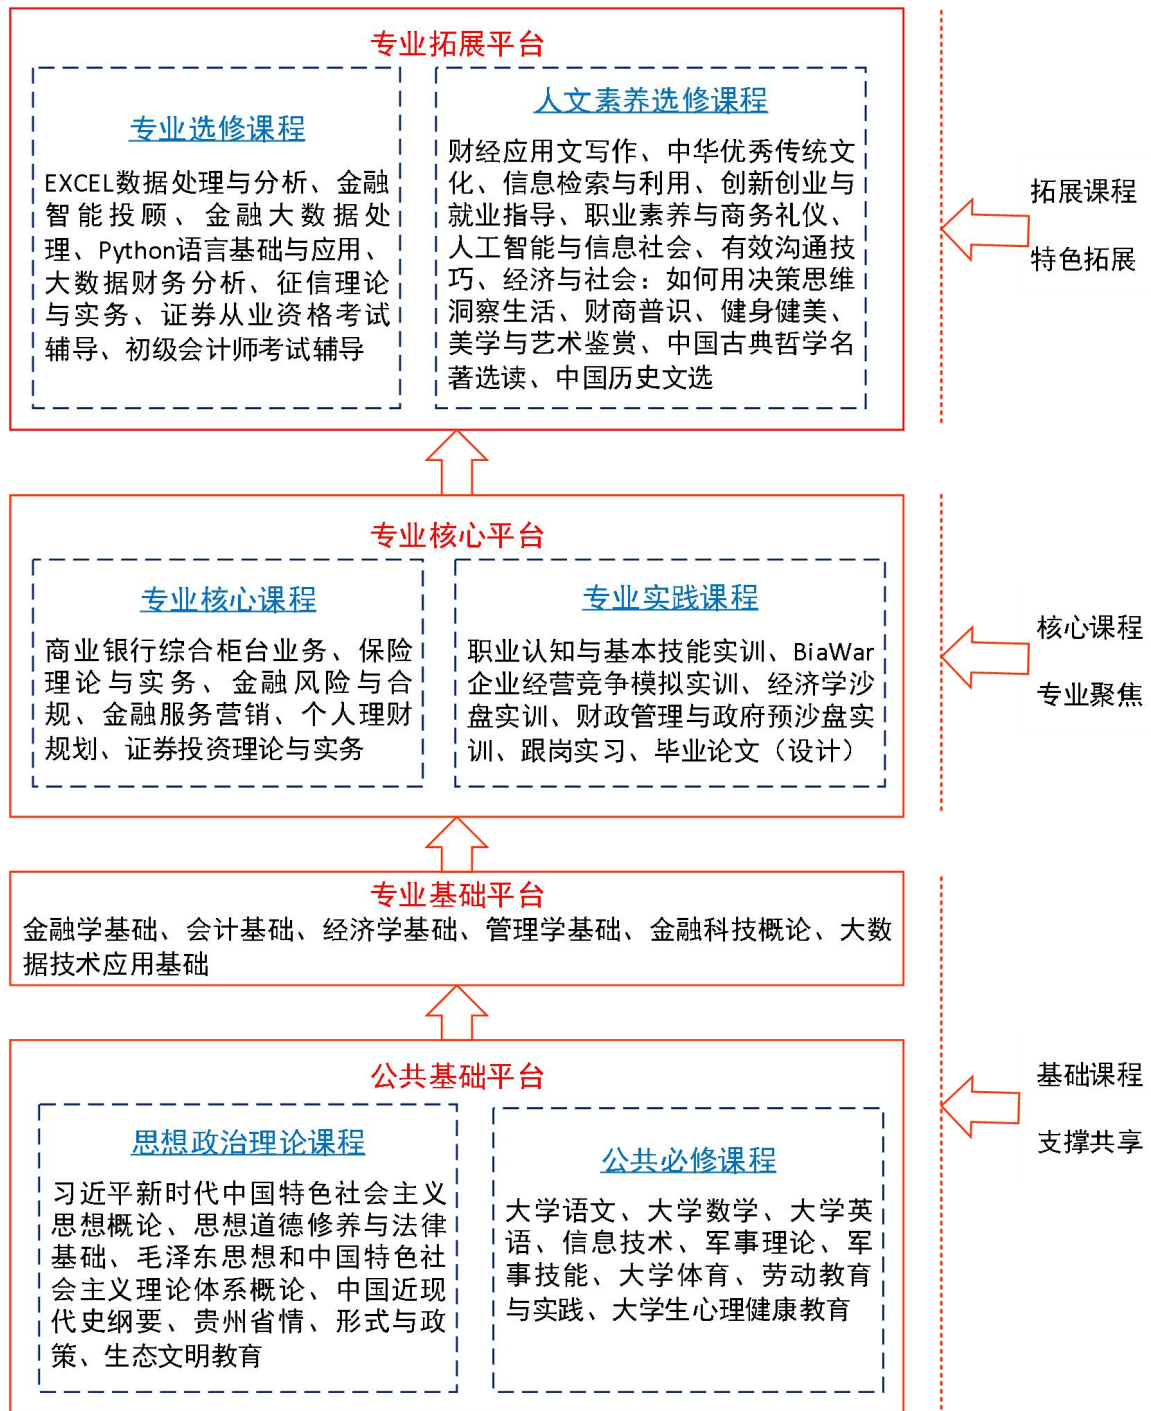 专业拓展平台
专业选修课程
EXCEL数据处理与分析、金融
智能投顾、金融大数据处
理、Python语言基础与应用、
大数据财务分析、征信理论
与实务、证券从业资格考试
辅导、初级会计师考试辅导
人文素养选修课程
财经应用文写作、中华优秀传统文
化、信息检索与利用、创新创业与
就业指导、职业素养与商务礼仪、
人工智能与信息社会、有效沟通技
巧、经济与社会：如何用决策思维
洞察生活、财商普识、健身健美、
美学与艺术鉴赏、中国古典哲学名
著选读、中国历史文选
拓展课程
特色拓展
专业核心平台
专业核心课程
商业银行综合柜台业务、保险
理论与实务、金融风险与合
规、金融服务营销、个人理财
规划、证券投资理论与实务
专业实践课程
职业认知与基本技能实训、BiaWar
企业经营竞争模拟实训、经济学沙
盘实训、财政管理与政府预沙盘实
训、跟岗实习、毕业论文（设计）
核心课程
专业聚焦
专业基础平台
金融学基础、会计基础、经济学基础、管理学基础、金融科技概论、大数
据技术应用基础
公共基础平台
思想政治理论课程
习近平新时代中国特色社会主义
思想概论、思想道德修养与法律
基础、毛泽东思想和中国特色社
会主义理论体系概论、中国近现
代史纲要、贵州省情、形式与政
策、生态文明教育
公共必修课程
大学语文、大学数学、大学英
语、信息技术、军事理论、军
事技能、大学体育、劳动教育
与实践、大学生心理健康教育
基础课程
支撑共享